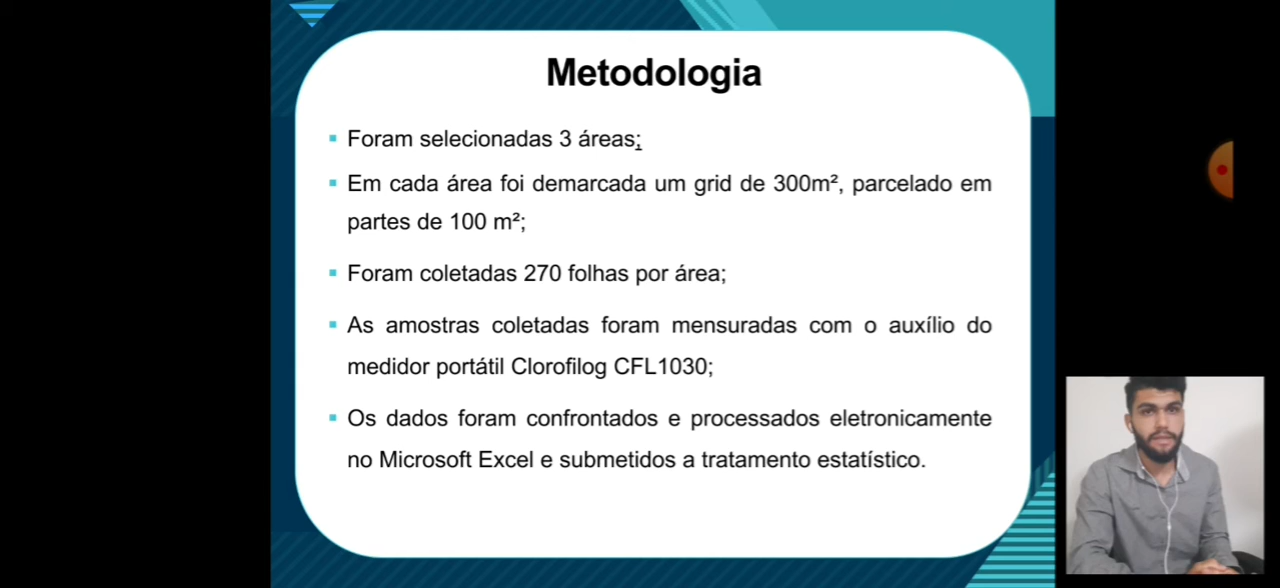 Metodologia
Foram selecionadas 3 áreas;
Em cada área foi demarcada um grid de 300m², parcelado em
partes de 100 m²;
Foram coletadas 270 folhas por área;
As amostras coletadas foram mensuradas com o auxílio do
medidor portátil Clorofilog CFL1030;
Os dados foram confrontados e processados eletronicamente
no Microsoft Excel e submetidos a tratamento estatístico.